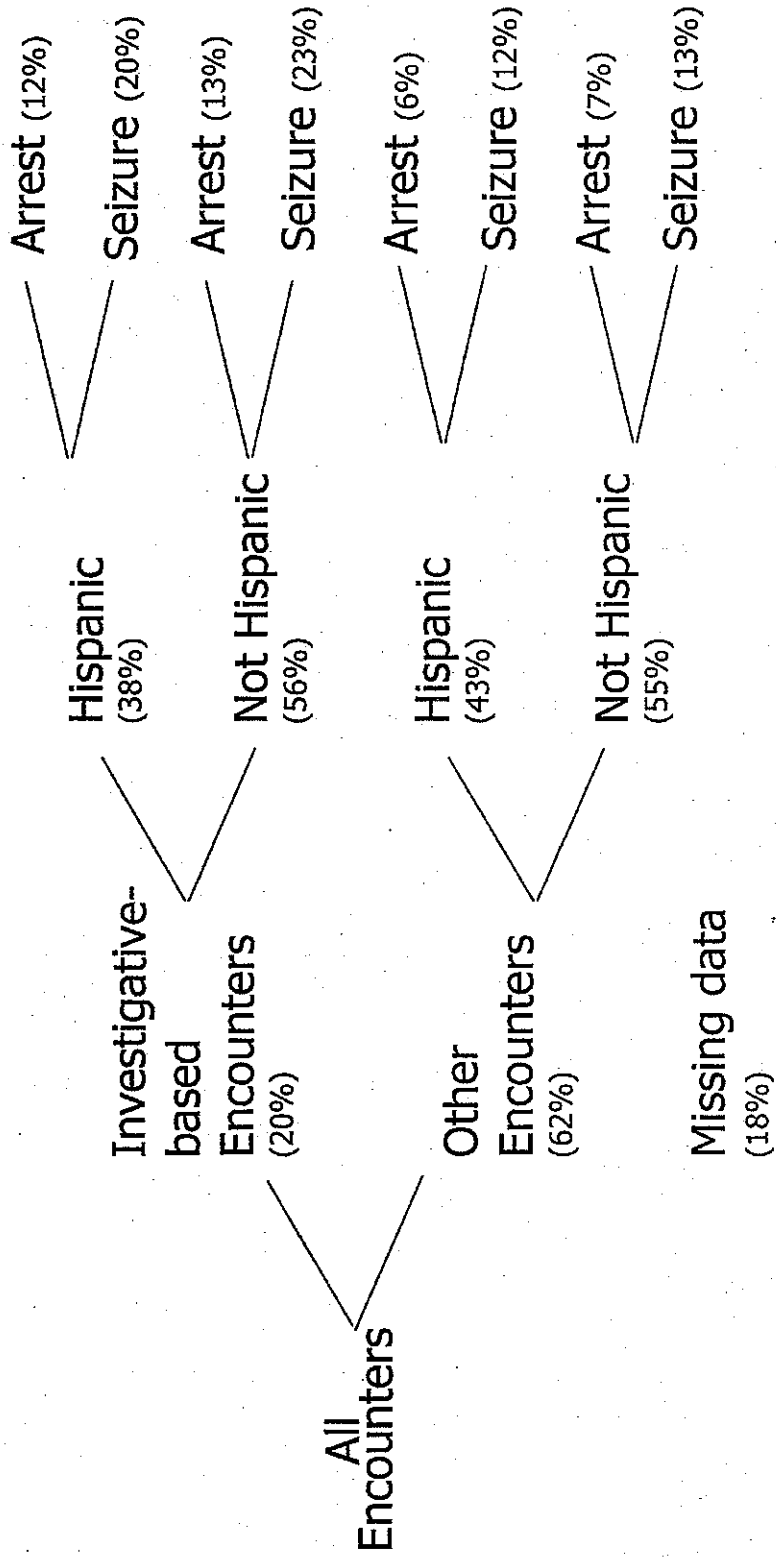 All
Encounters
Investigative-
based
Encounters
(20%)
Other
Encounters
(62%)
Missing data
(18%)
Hispanic
(38%)
Not Hispanic
(56%)
Hispanic
(43%)
Not Hispanic
(55%)
Arrest (12%)
Seizure (20%)
Arrest (13%)
Seizure (23%)
Arrest (6%)
Seizure (12%)
Arrest (7%)
Seizure (13%)